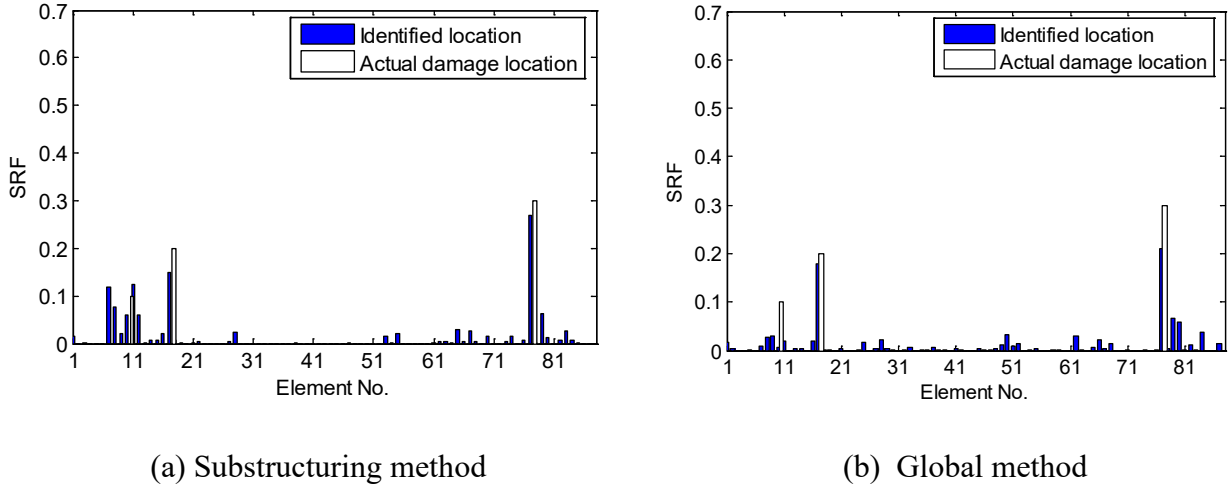 0.7
0.6
0.5
0.4
0.3
0.2
0.1
0
SRF
Identified location
Actual damage location
1 11 21 31 41 51 61 71 81
Element No.
(a) Substructuring method
0.7
0.6
0.5
0.4
0.3
0.2
0.1
0
SRF
Identified location
Actual damage location
1 11 21 31 41 51 61 71 81
Element No.
(b) Global method